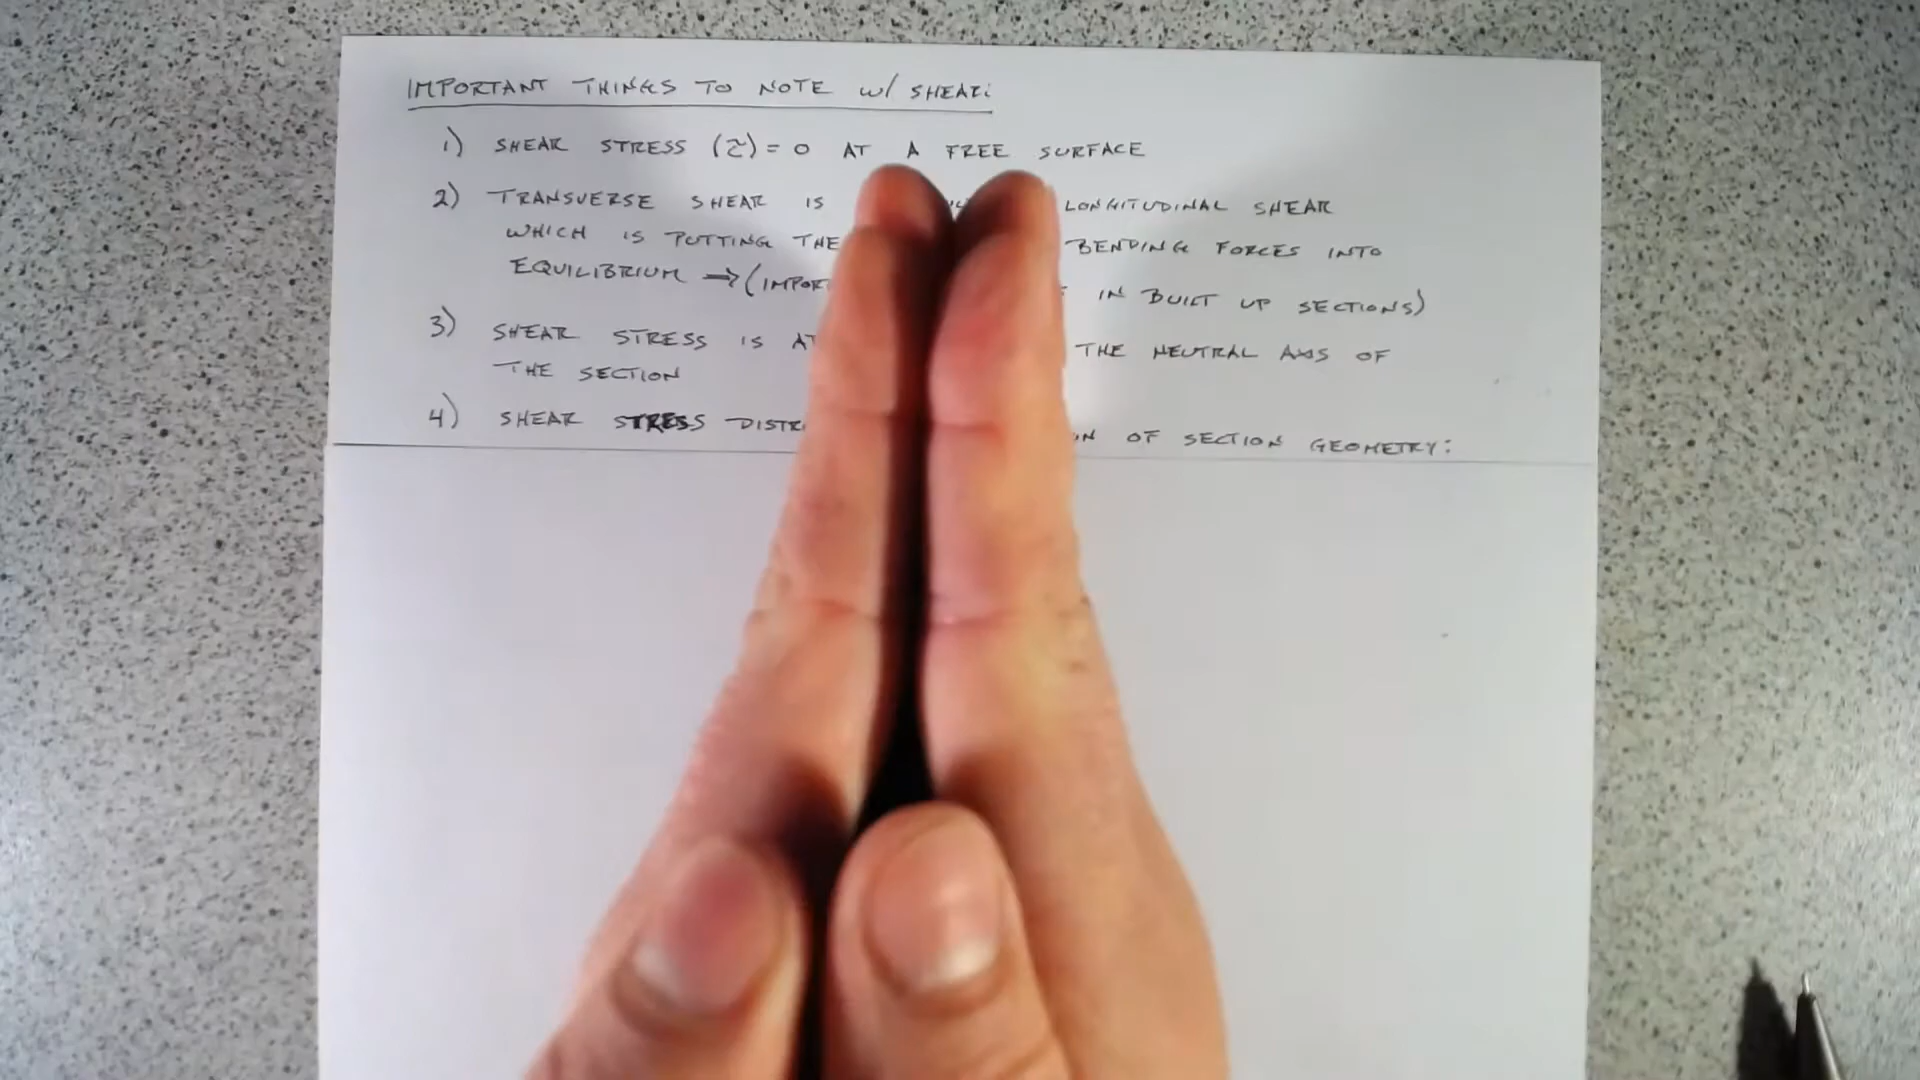 IMPORTANT THINGS TO NOTE W/ SHEAR:
1) SHEAR STRESS (τ) = 0 AT A FREE SURFACE
2) TRANSVERSE SHEAR IS LONGITUDINAL SHEAR
WHICH IS PUTTING THE BENDING FORCES INTO
EQUILIBRIUM → (IMPOR IN BUILT UP SECTIONS)
3) SHEAR STRESS IS AT THE NEUTRAL AXIS OF
THE SECTION
4) SHEAR STRESS DISTR OF SECTION GEOMETRY: